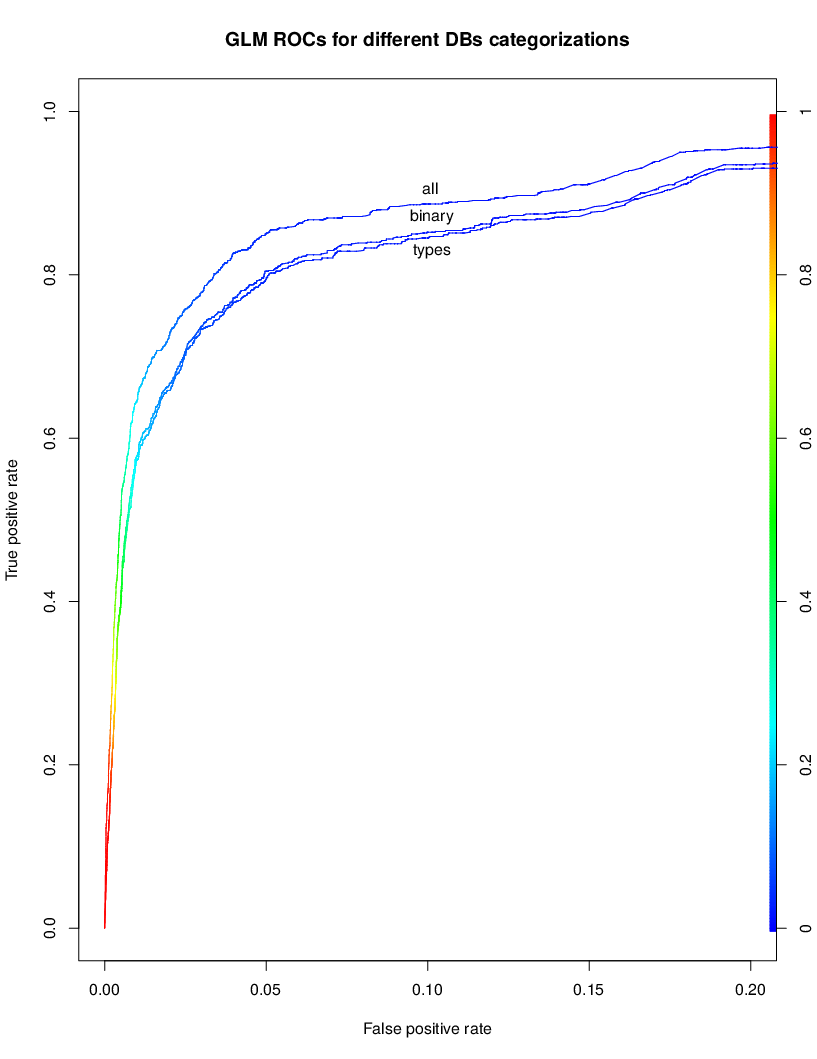 GLM ROCs for different DBs categorizations
True positive rate
1.0
0.8
0.6
0.4
0.2
0.0
all
binary
types
1
0.8
0.6
0.4
0.2
0
0.00 0.05 0.10 0.15 0.20
False positive rate